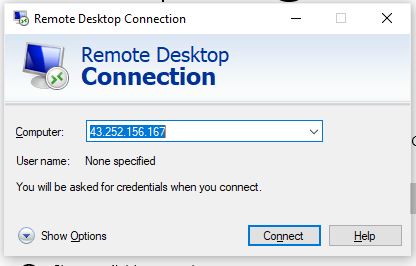 Remote Desktop Connection
Remote Desktop
Connection
Computer: 43.252.156.167
User name: None specified
You will be asked for credentials when you connect.
Show Options Connect Help